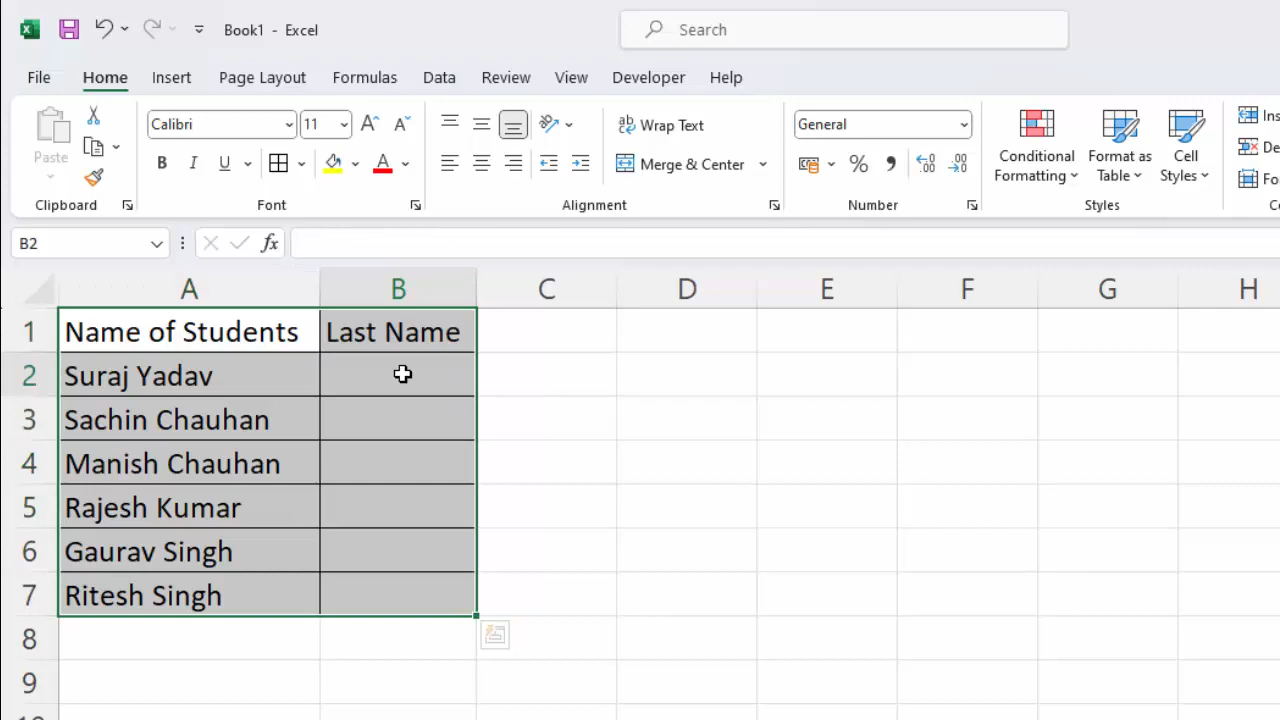 Book1 - Excel
Search
File Home Insert Page Layout Formulas Data Review View Developer Help
Paste
Calibri 11
B I U A
ab Wrap Text
Merge & Center
General
%
Conditional Formatting
Format as Table
Cell Styles
Clipboard Font Alignment Number Styles
B2 fx
A B C D E F G H
1 Name of Students Last Name
2 Suraj Yadav
3 Sachin Chauhan
4 Manish Chauhan
5 Rajesh Kumar
6 Gaurav Singh
7 Ritesh Singh
8
9